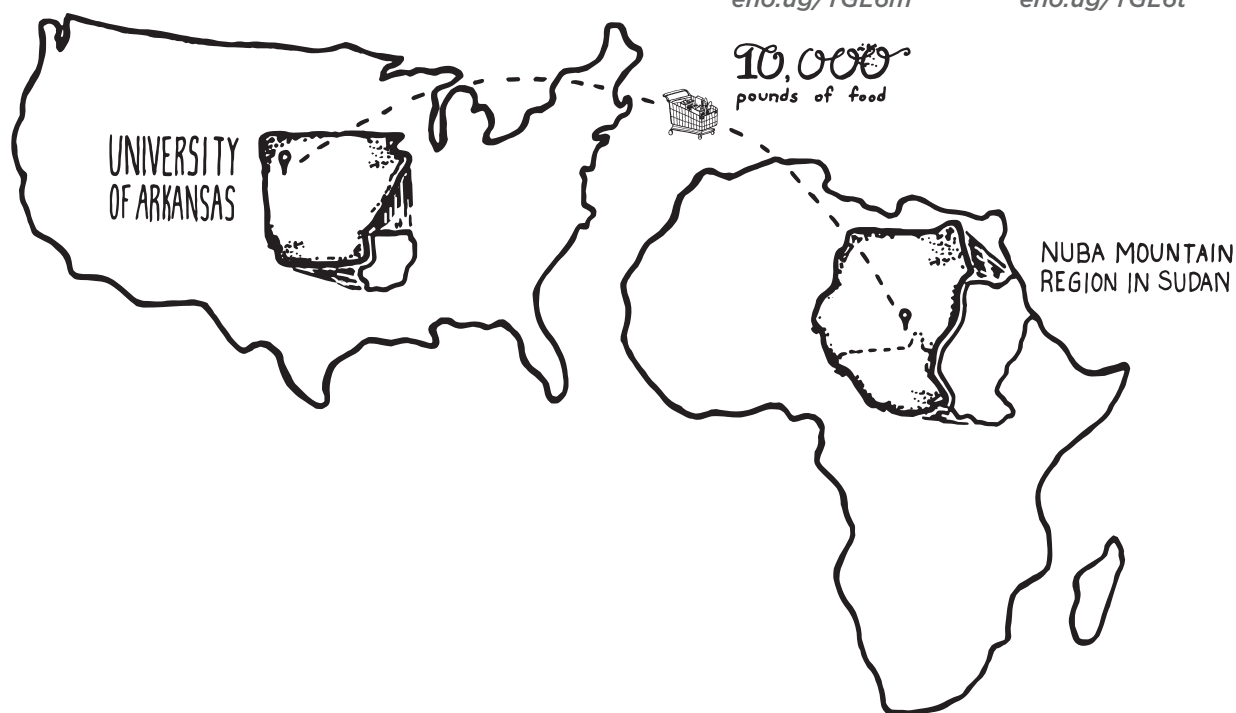 10,000
pounds of food
UNIVERSITY
OF ARKANSAS
NUBA MOUNTAIN
REGION IN SUDAN